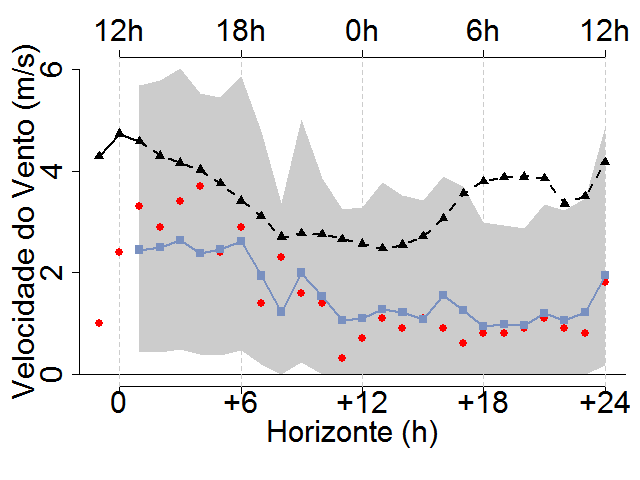 12h 18h 0h 6h 12h
Velocidade do Vento (m/s)
6
4
2
0
0 +6 +12 +18 +24
Horizonte (h)